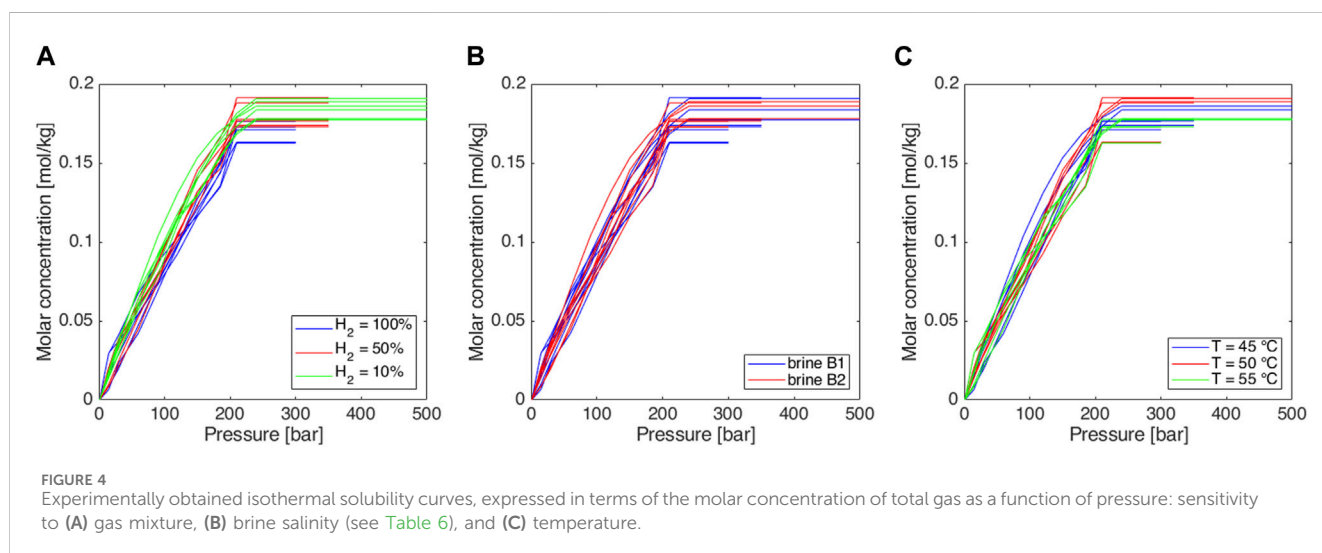 A
B
C
0.2
0.15
0.1
0.05
0
Molar concentration [mol/kg]
0
100
200
300
400
500
Pressure [bar]
H2 = 100%
H2 = 50%
H2 = 10%
0.2
0.15
0.1
0.05
0
Molar concentration [mol/kg]
0
100
200
300
400
500
Pressure [bar]
brine B1
brine B2
0.2
0.15
0.1
0.05
0
Molar concentration [mol/kg]
0
100
200
300
400
500
Pressure [bar]
T = 45 °C
T = 50 °C
T = 55 °C
FIGURE 4
Experimentally obtained isothermal solubility curves, expressed in terms of the molar concentration of total gas as a function of pressure: sensitivity
to (A) gas mixture, (B) brine salinity (see Table 6), and (C) temperature.